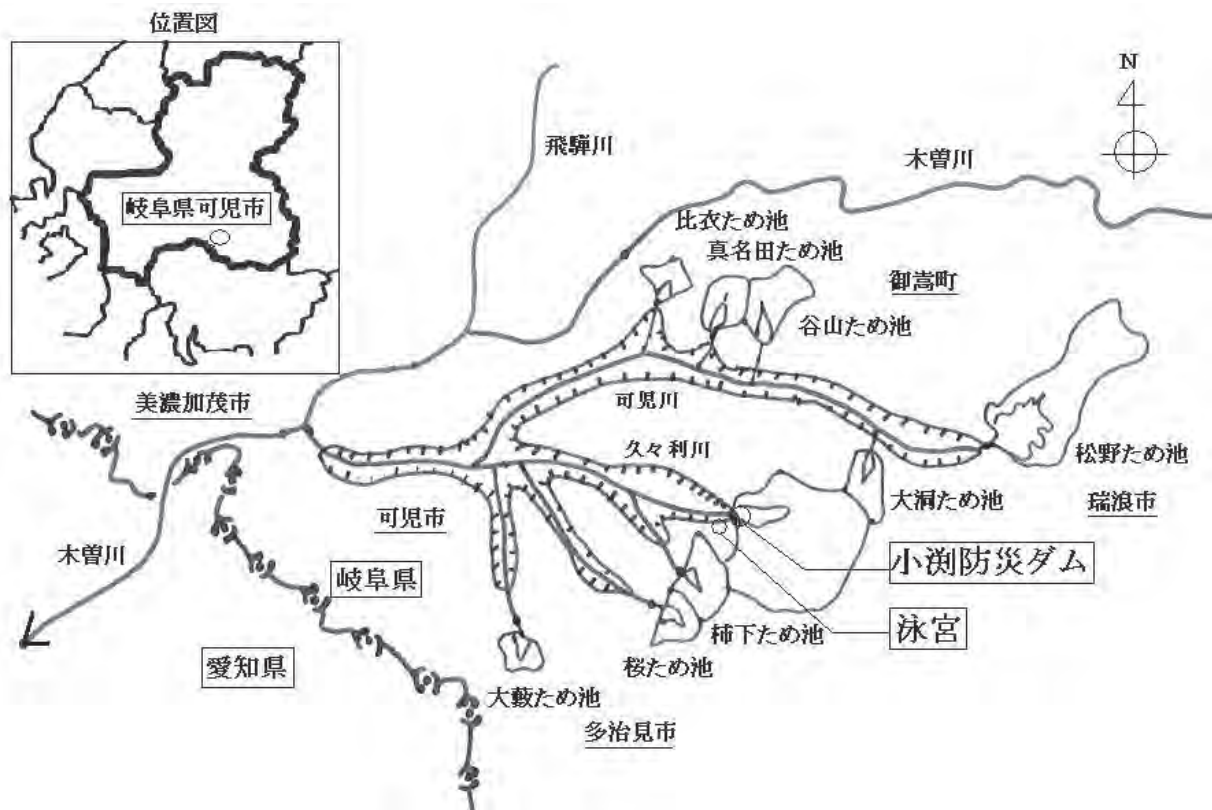 位置図
岐阜県可児市
N
飛驒川
木曽川
比衣ため池
真名田ため池
御嵩町
谷山ため池
美濃加茂市
可児川
久々利川
松野ため池
大洞ため池
瑞浪市
可児市
木曽川
小渕防災ダム
岐阜県
泳宮
柿下ため池
愛知県
桜ため池
大藪ため池
多治見市